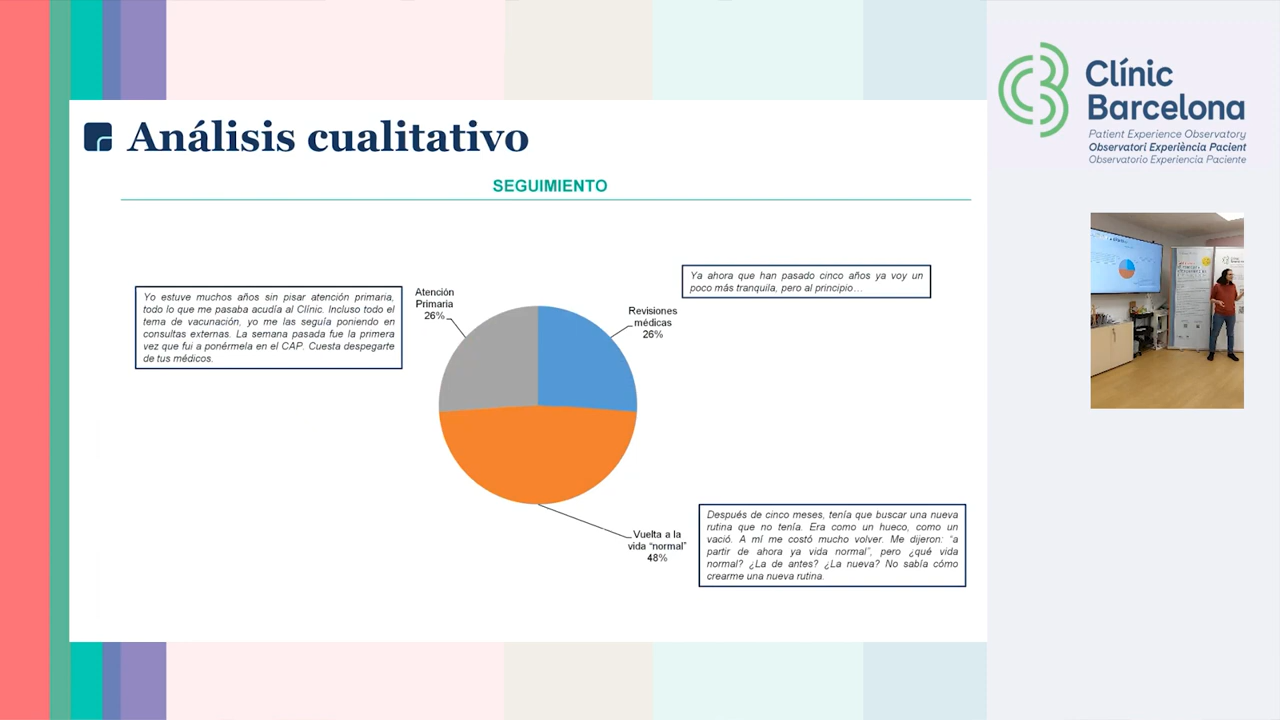 Análisis cualitativo
SEGUIMIENTO
Yo estuve muchos años sin pisar atención primaria,
todo lo que me pasaba acudía al Clínic. Incluso todo el
tema de vacunación, yo me las seguía poniendo en
consultas externas. La semana pasada fue la primera
vez que fui a ponérmela en el CAP. Cuesta despegarte
de tus médicos.
Atención
Primaria
26%
Ya ahora que han pasado cinco años ya voy un
poco más tranquila, pero al principio…
Revisiones
médicas
26%
Vuelta a la
vida “normal”
48%
Después de cinco meses, tenía que buscar una nueva
rutina que no tenía. Era como un hueco, como un
vació. A mí me costó mucho volver. Me dijeron: “a
partir de ahora ya vida normal”, pero ¿qué vida
normal? ¿La de antes? ¿La nueva? No sabía cómo
crearme una nueva rutina.
Clínic
Barcelona
Patient Experience Observatory
Observatori Experiència Pacient
Observatorio Experiencia Paciente